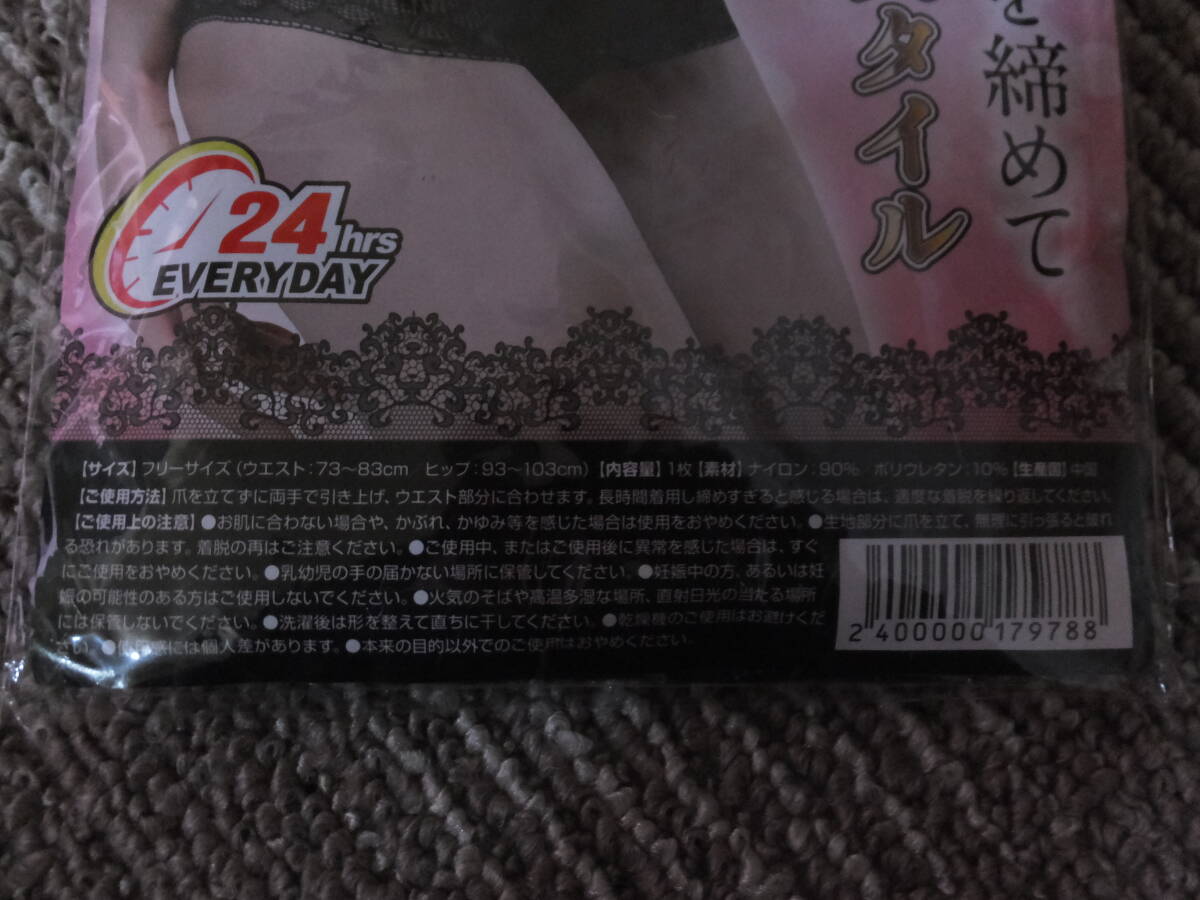 を締めて
タイル
24hrs
EVERYDAY
【サイズ】フリーサイズ(ウエスト:73〜83cm ヒップ:93〜103cm)【内容量】1枚【素材】ナイロン:90% ポリウレタン:10%【生産国】中国
【ご使用方法】爪を立てずに両手で引き上げ、ウエスト部分に合わせます。長時間着用し締めすぎると感じる場合は、適度な着脱を繰り返してください。
【ご使用上の注意】●お肌に合わない場合や、かぶれ、かゆみ等を感じた場合は使用をおやめください。●生地部分に爪を立て、無理に引っ張ると破れ
る恐れがあります。着脱の再はご注意ください。●ご使用中、またはご使用後に異常を感じた場合は、すぐ
にご使用をおやめください。●乳幼児の手の届かない場所に保管してください。●妊娠中の方、あるいは妊
娠の可能性のある方はご使用しないでください。●火気のそばや高温多湿な場所、直射日光の当たる場所
には保管しないでください。●洗濯後は形を整えて直ちに干してください。●乾燥機のご使用はお避けくだ
さい。●使用感には個人差があります。●本来の目的以外でのご使用はおやめください。
2 400000 179788